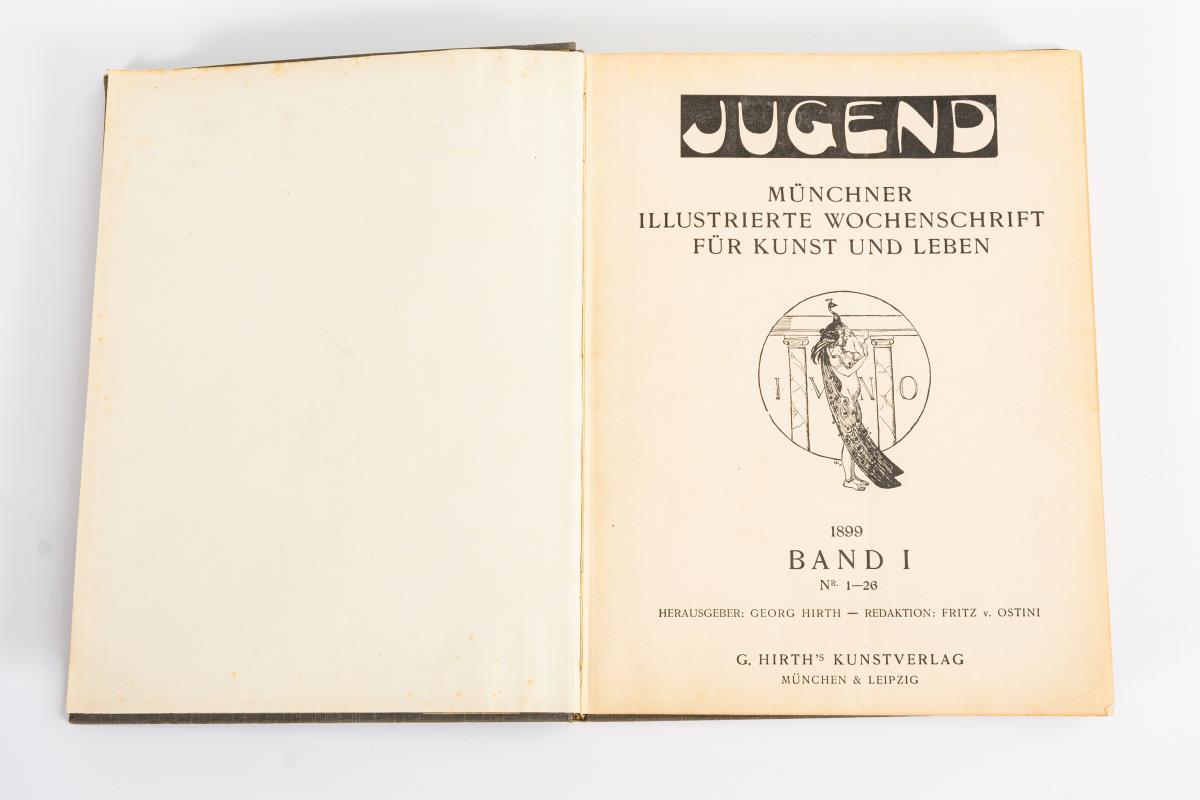 JUGEND
MÜNCHNER
ILLUSTRIERTE WOCHENSCHRIFT
FÜR KUNST UND LEBEN
IVNO
1899
BAND I
NR. 1—26
HERAUSGEBER: GEORG HIRTH — REDAKTION: FRITZ v. OSTINI
G. HIRTH'S KUNSTVERLAG
MÜNCHEN & LEIPZIG